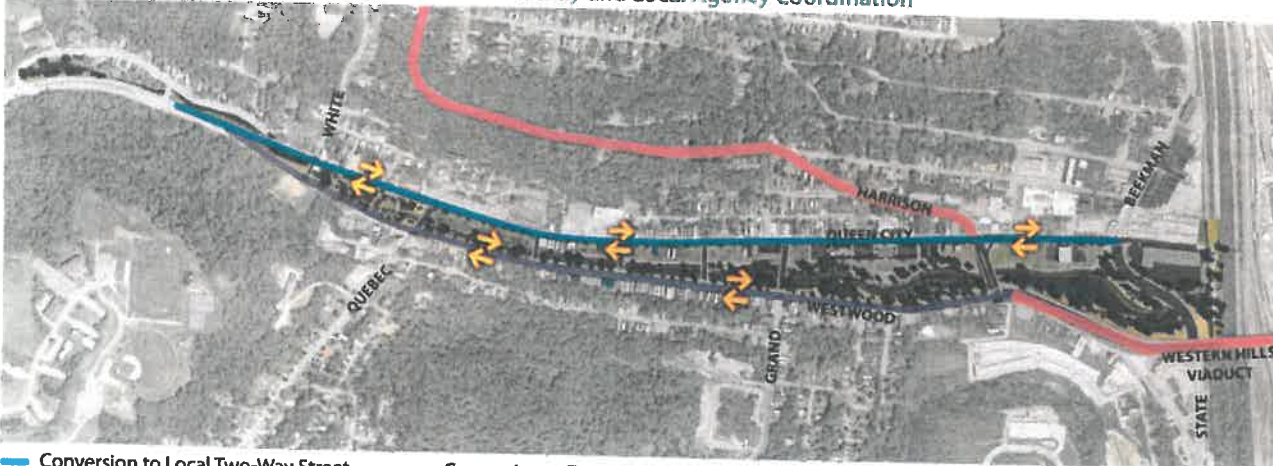 and Local Agency Coordination
WHITE
BEEKMAN
HARRISON
QUEEN CITY
QUEBEC
WESTWOOD
GRAND
WESTERN HILLS
VIADUCT
STATE
Conversion to Local Two-Way Street